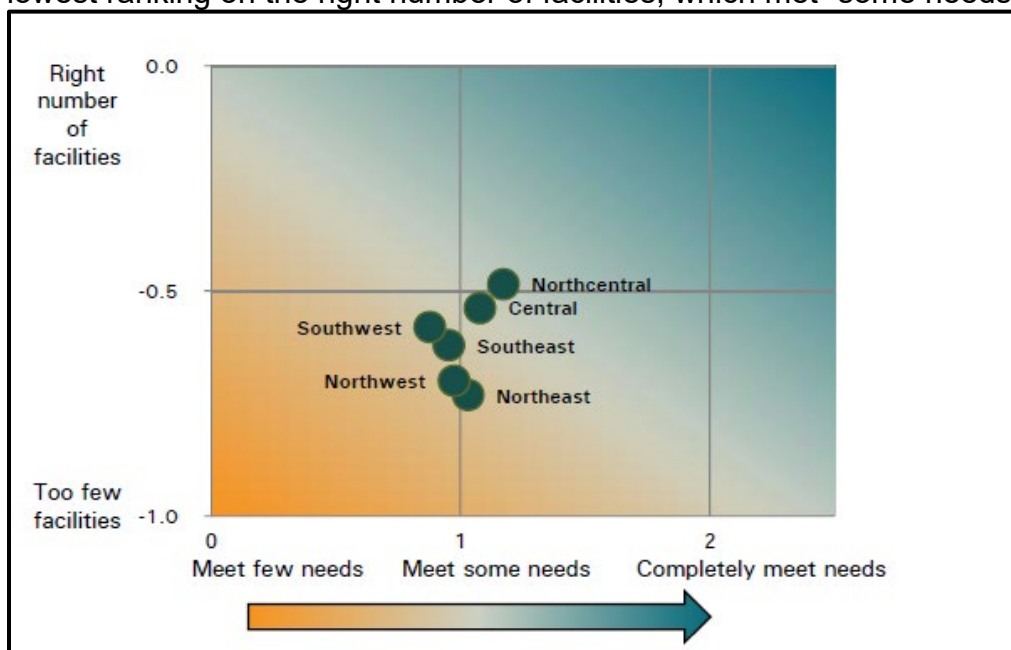 lowest ranking on the right number of facilities, which met "some needs
Right
number
of
facilities
0.0
-0.5
Northcentral
Central
Southwest
Southeast
Northwest
Northeast
Too few
facilities
-1.0
0
1
2
Meet few needs
Meet some needs
Completely meet needs